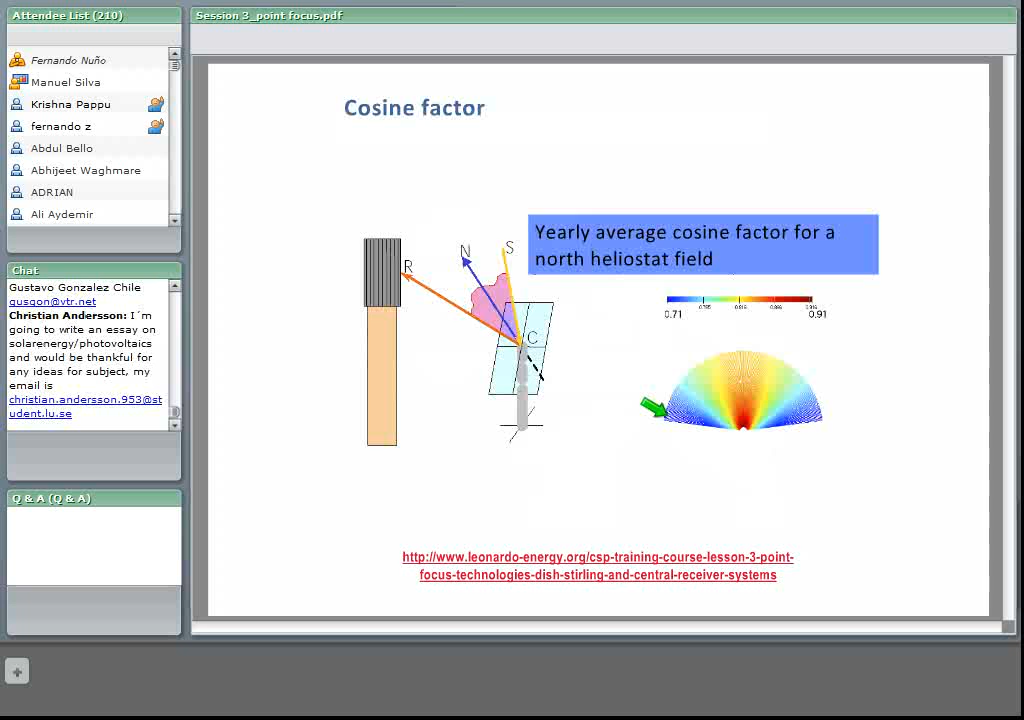 Attendee List (210)
Fernando Nuño
Manuel Silva
Krishna Pappu
fernando z
Abdul Bello
Abhijeet Waghmare
ADRIAN
Ali Aydemir
Chat
Gustavo Gonzalez Chile
gusgon@vtr.net
Christian Andersson: I´m
going to write an essay on
solarenergy/photovoltaics
and would be thankful for
any ideas for subject, my
email is
christian.andersson.953@st
udent.lu.se
Q & A (Q & A)
Session 3_point focus.pdf
Cosine factor
R
N
S
C
Yearly average cosine factor for a
north heliostat field
0.71
0.91
http://www.leonardo-energy.org/csp-training-course-lesson-3-point-
focus-technologies-dish-stirling-and-central-receiver-systems